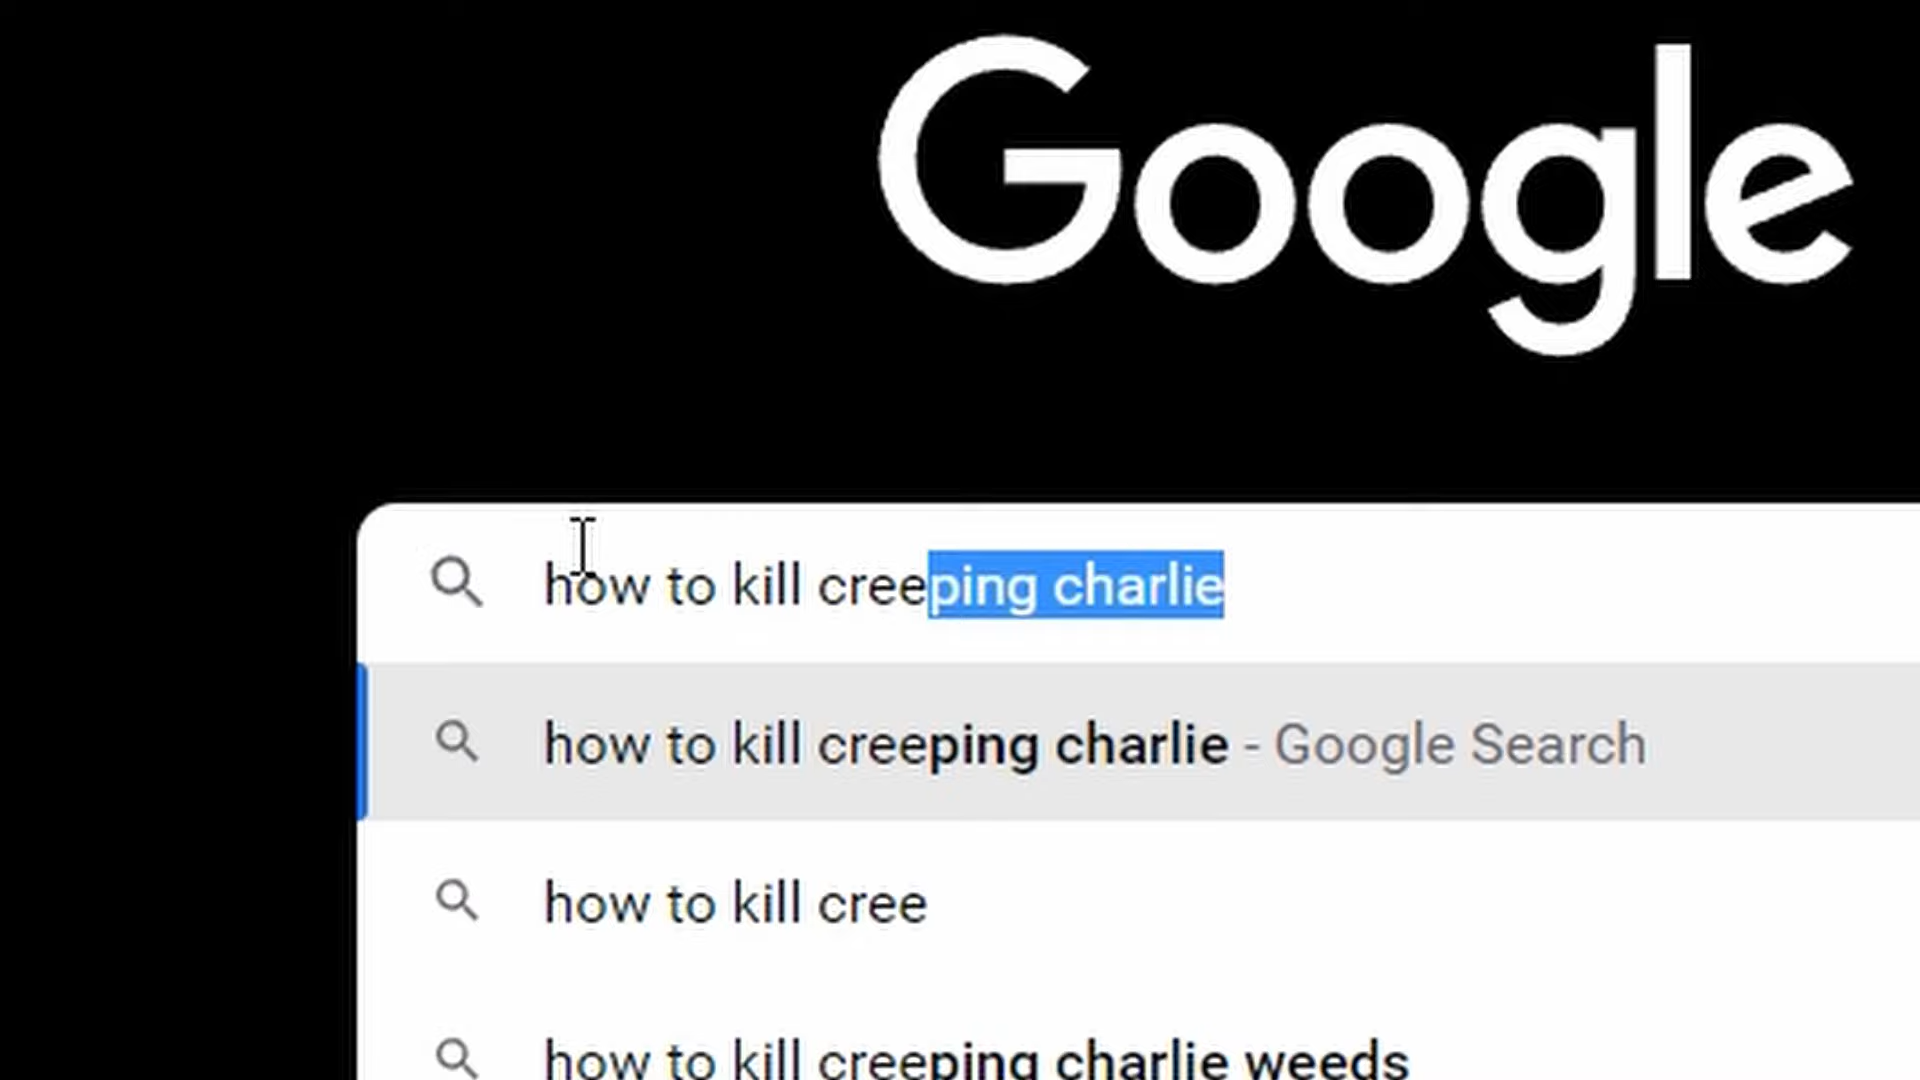 Google
how to kill creeping charlie
how to kill creeping charlie - Google Search
how to kill cree
how to kill creeping charlie weeds